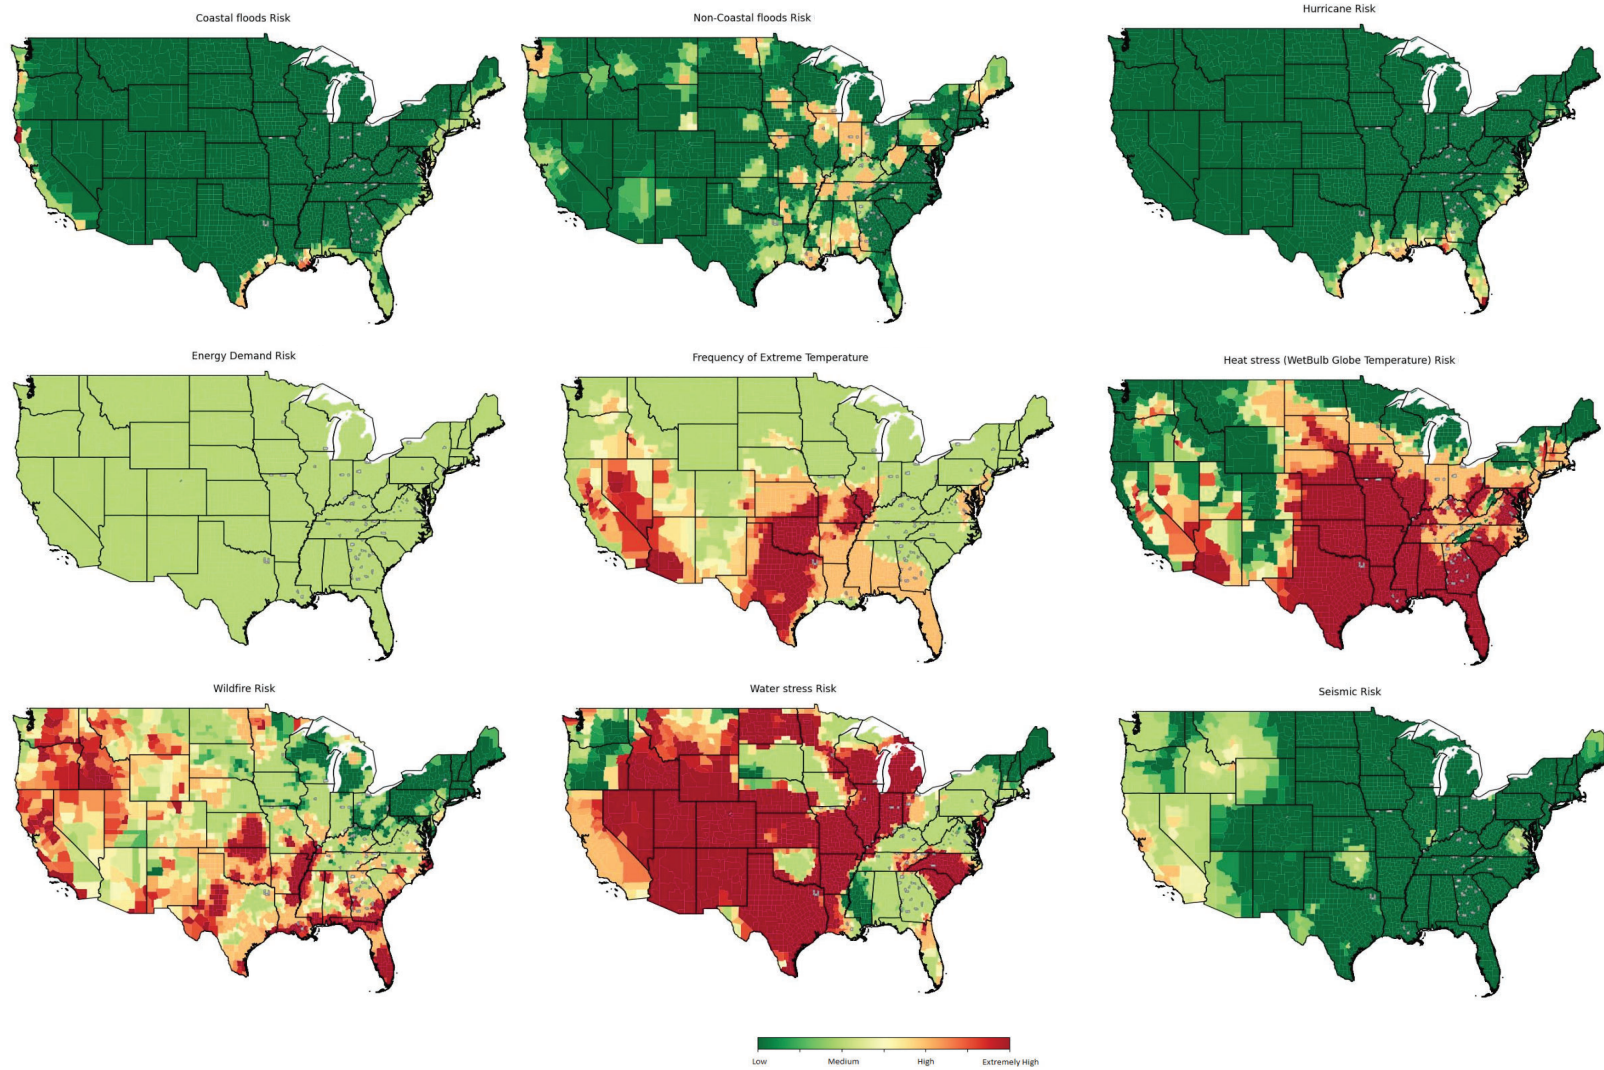 Coastal floods Risk
Non-Coastal floods Risk
Hurricane Risk
Energy Demand Risk
Frequency of Extreme Temperature
Heat stress (WetBulb Globe Temperature) Risk
Wildfire Risk
Water stress Risk
Seismic Risk
Low Medium High Extremely High